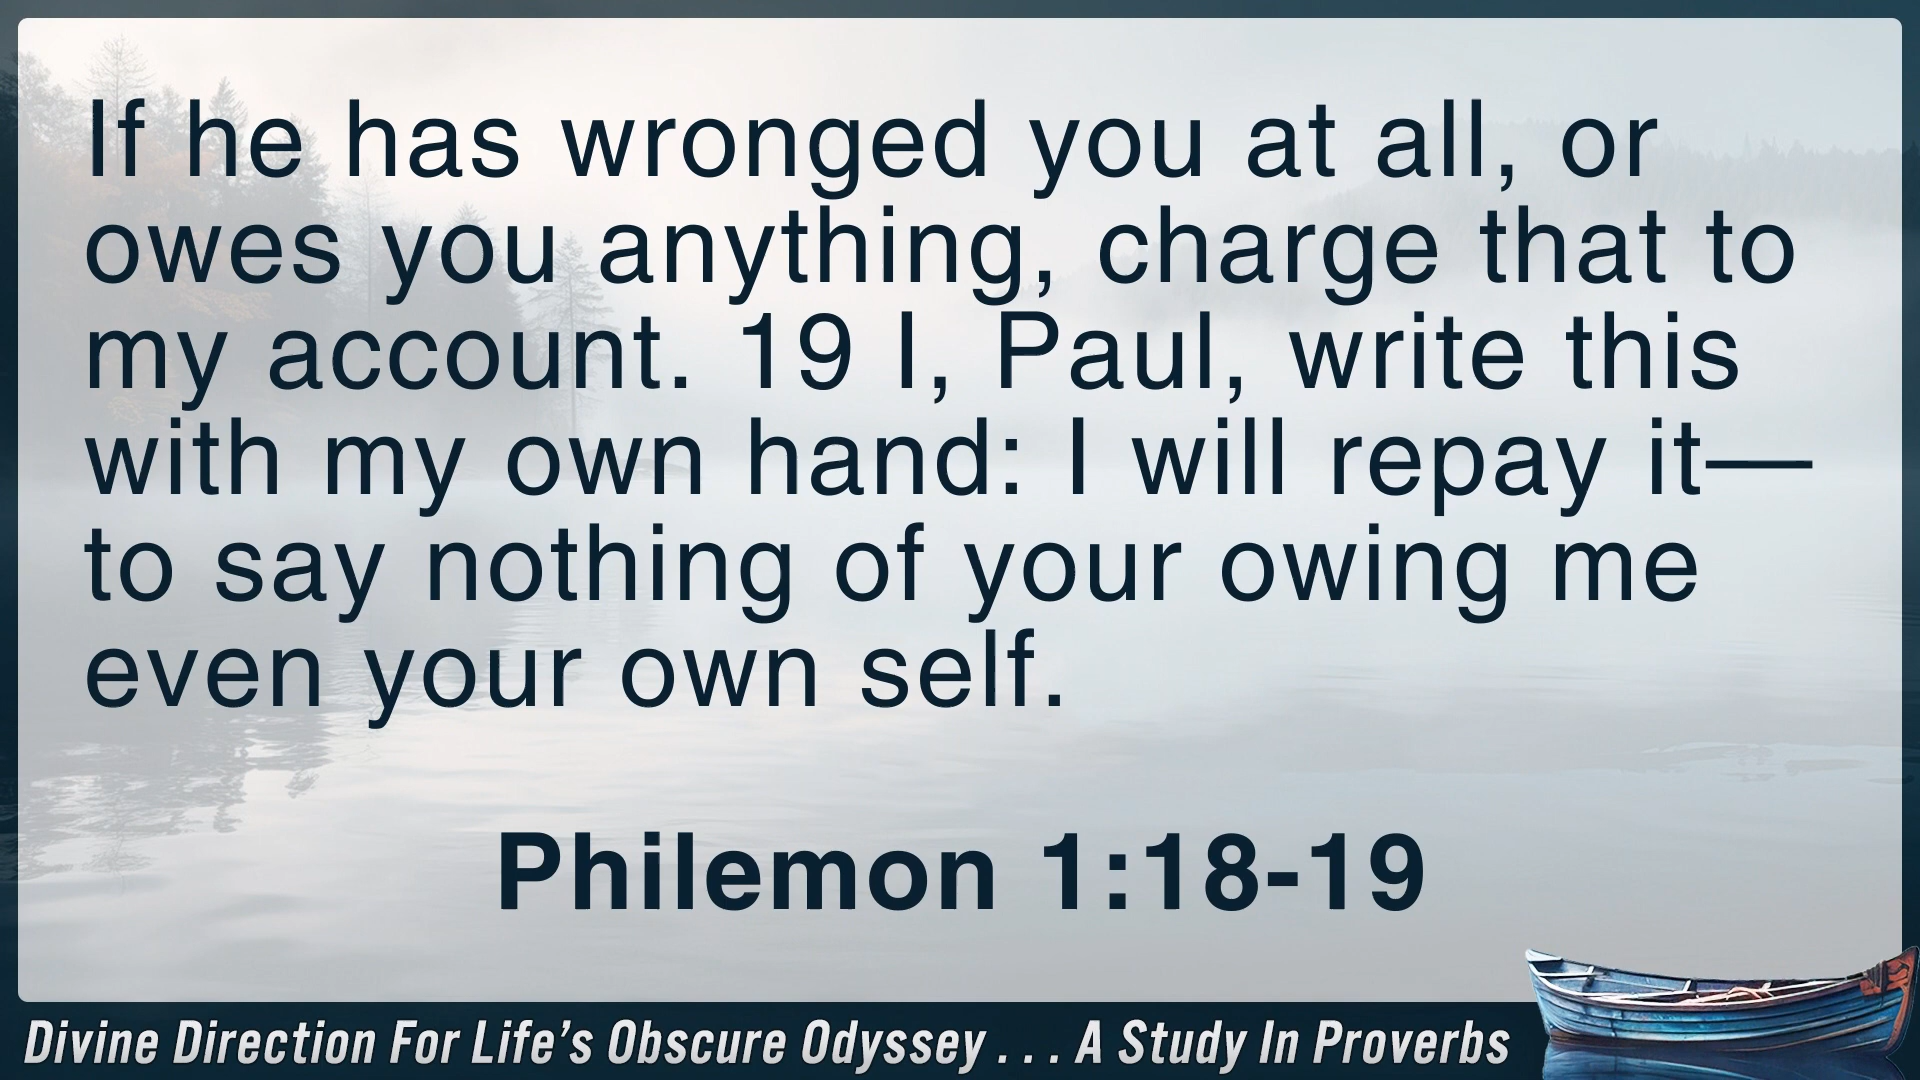 If he has wronged you at all, or
owes you anything, charge that to
my account. 19 I, Paul, write this
with my own hand: I will repay it—
to say nothing of your owing me
even your own self.
Philemon 1:18-19
Divine Direction For Life’s Obscure Odyssey . . . A Study In Proverbs